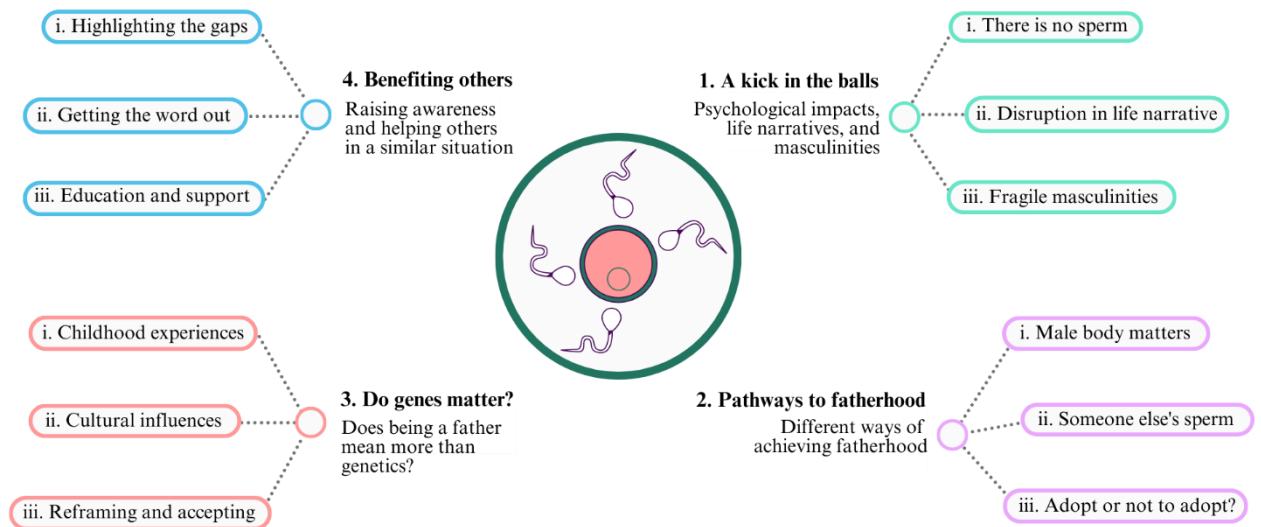 1. A kick in the balls
Psychological impacts,
life narratives, and
masculinities
i. There is no sperm
ii. Disruption in life narrative
iii. Fragile masculinities
2. Pathways to fatherhood
Different ways of
achieving fatherhood
i. Male body matters
ii. Someone else's sperm
iii. Adopt or not to adopt?
3. Do genes matter?
Does being a father
mean more than
genetics?
i. Childhood experiences
ii. Cultural influences
iii. Reframing and accepting
4. Benefiting others
Raising awareness
and helping others
in a similar situation
i. Highlighting the gaps
ii. Getting the word out
iii. Education and support